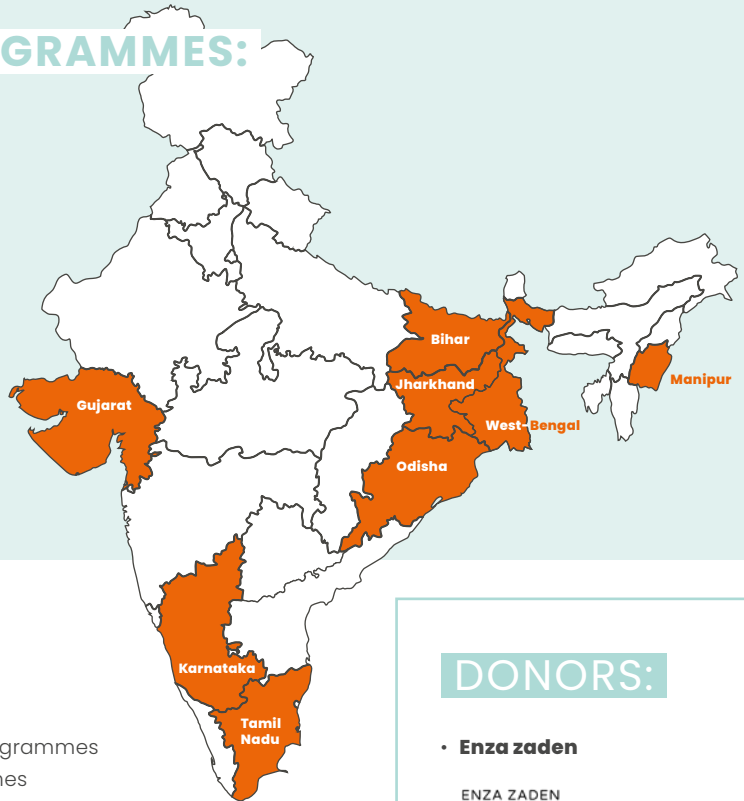 GRAMMES:
Bihar
Jharkhand
Manipur
Gujarat
West-Bengal
Odisha
Karnataka
Tamil
Nadu
grammes
nes
DONORS:
• Enza zaden
ENZA ZADEN